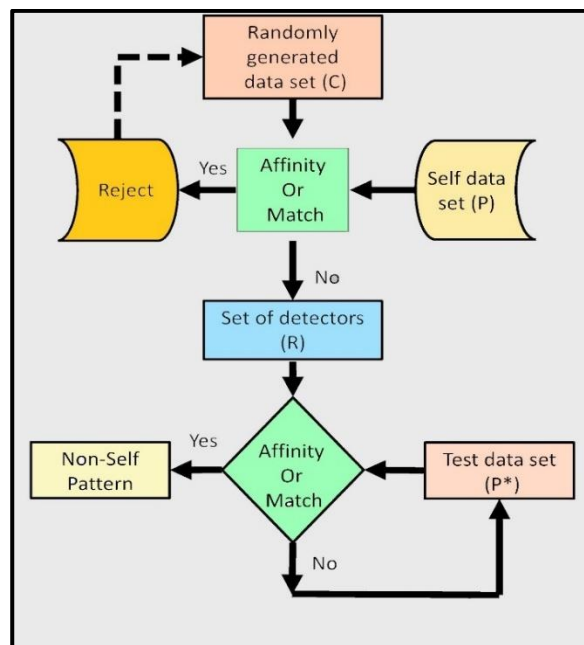 Randomly
generated
data set (C)
Yes
Reject
Affinity
Or
Match
Self data
set (P)
No
Set of detectors
(R)
Yes
Non-Self
Pattern
Affinity
Or
Match
Test data set
(P*)
No